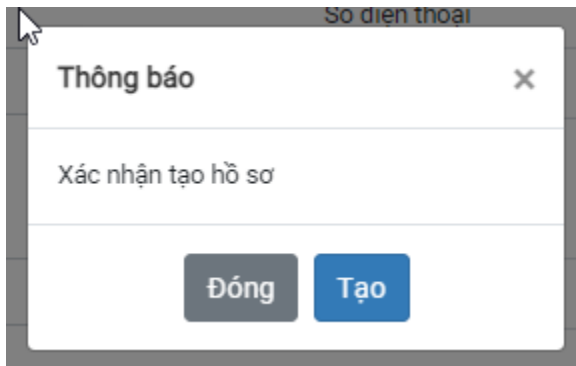 Số điện thoại
Thông báo
×
Xác nhận tạo hồ sơ
Đóng
Tạo